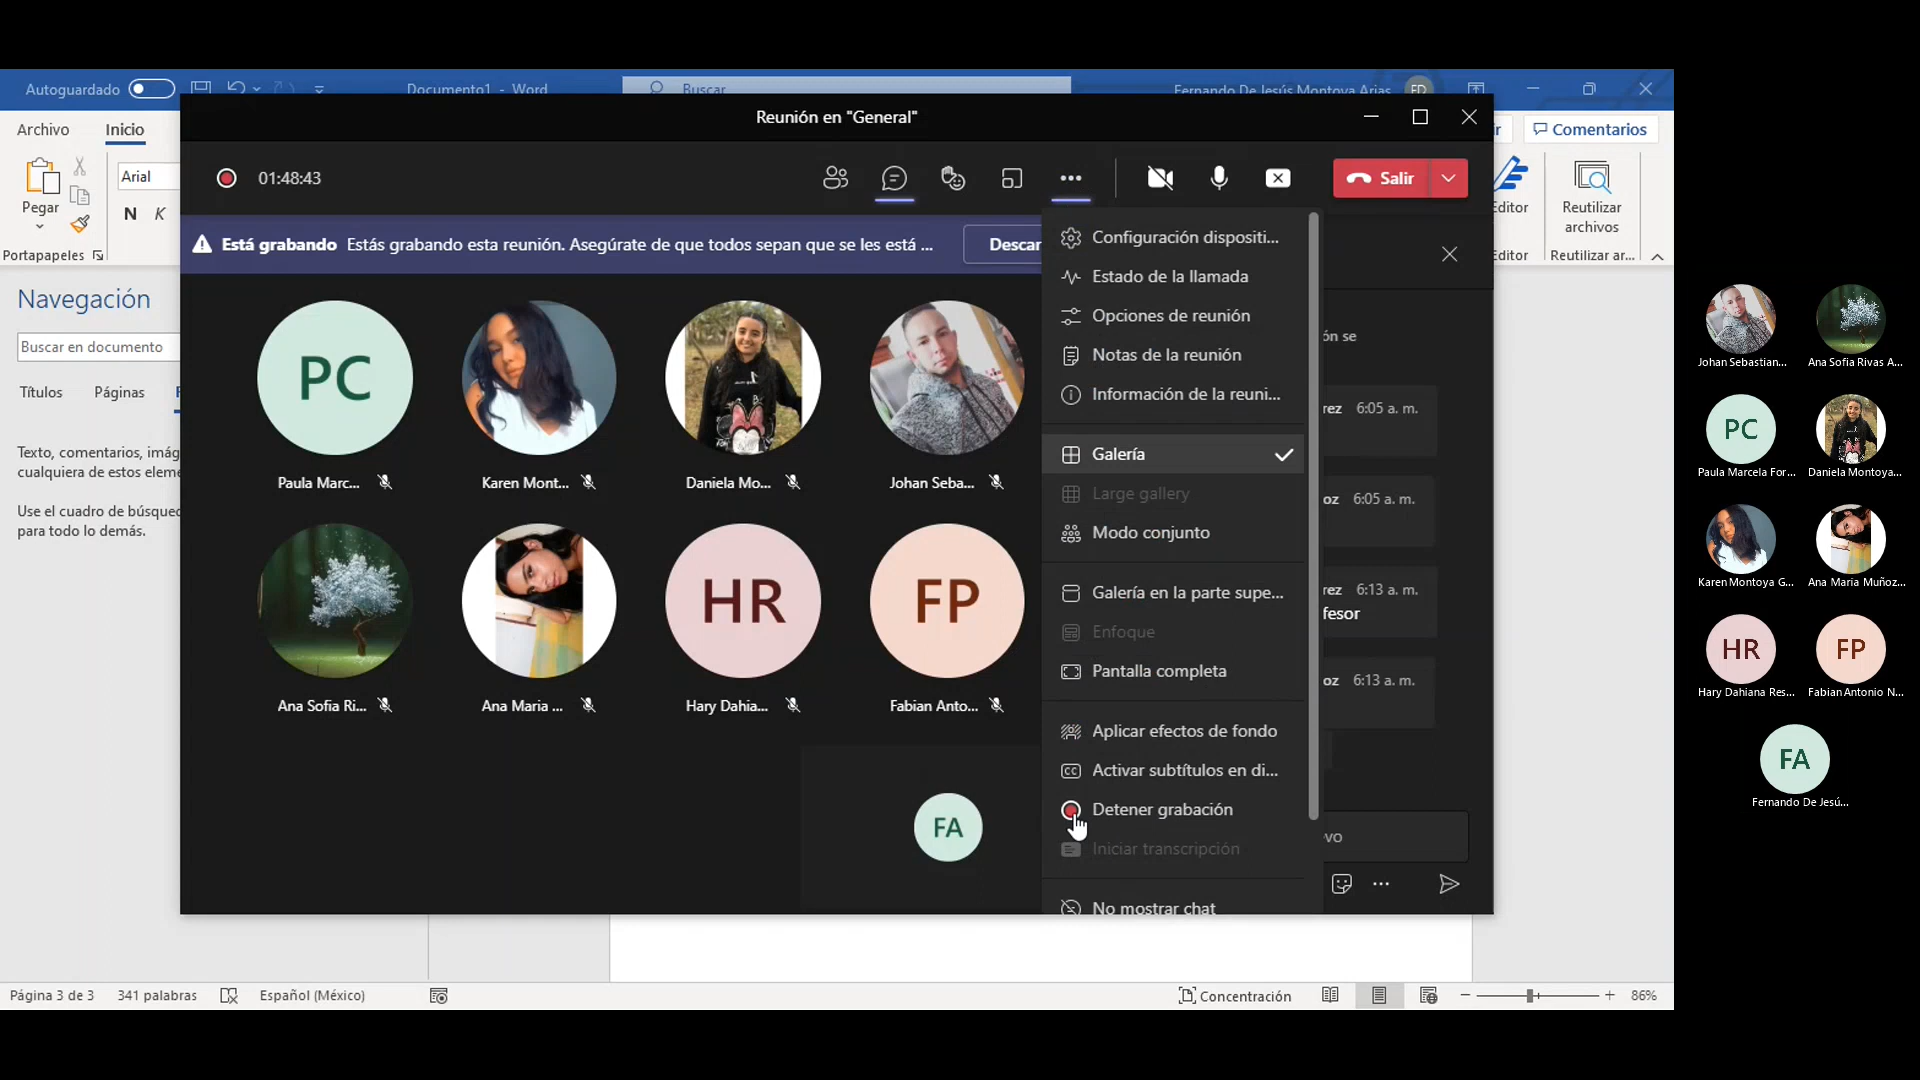 Autoguardado
Documento1 - Word
Buscar
Fernando De Jesús Montoya Arias
FD
Archivo
Inicio
Comentarios
Pegar
Arial
N K
Portapapeles
Editor
Reutilizar
archivos
Editor
Reutilizar ar...
Reunión en "General"
01:48:43
Salir
Está grabando Estás grabando esta reunión. Asegúrate de que todos sepan que se les está ...
Descar
Navegación
Buscar en documento
Títulos
Páginas
Texto, comentarios, imág
cualquiera de estos eleme
Use el cuadro de búsqued
para todo lo demás.
PC
Paula Marc...
Karen Mont...
Daniela Mo...
Johan Seba...
Ana Sofia Ri...
Ana Maria ...
HR
Hary Dahia...
FP
Fabian Anto...
FA
Configuración dispositi...
Estado de la llamada
Opciones de reunión
Notas de la reunión
Información de la reuni...
Galería
Large gallery
Modo conjunto
Galería en la parte supe...
Enfoque
Pantalla completa
Aplicar efectos de fondo
CC
Activar subtítulos en di...
Detener grabación
Iniciar transcripción
No mostrar chat
ón se
rez 6:05 a. m.
oz 6:05 a. m.
rez 6:13 a. m.
fesor
oz 6:13 a. m.
vo
Johan Sebastian...
Ana Sofia Rivas A...
PC
Paula Marcela For...
Daniela Montoya...
Karen Montoya G...
Ana Maria Muñoz...
HR
Hary Dahiana Res...
FP
Fabian Antonio N...
FA
Fernando De Jesú...
Página 3 de 3
341 palabras
Español (México)
Concentración
86%